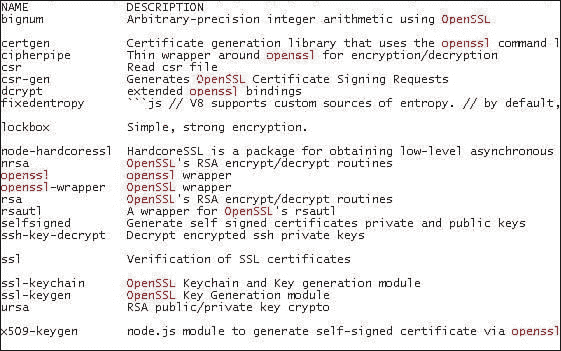 NAME DESCRIPTION
bignum Arbitrary-precision integer arithmetic using OpenSSL
certgen Certificate generation library that uses the openssl command l
cipherpipe Thin wrapper around openssl for encryption/decryption
csr Read csr file
csr-gen Generates OpenSSL Certificate Signing Requests
dcrypt extended openssl bindings
fixedentropy ```js // V8 supports custom sources of entropy. // by default,
lockbox Simple, strong encryption.
node-hardcoressl HardcoreSSL is a package for obtaining low-level asynchronous
nrsa OpenSSL's RSA encrypt/decrypt routines
openssl openssl wrapper
openssl-wrapper OpenSSL wrapper
rsa OpenSSL's RSA encrypt/decrypt routines
rsautl A wrapper for OpenSSL's rsautl
selfsigned Generate self signed certificates private and public keys
ssh-key-decrypt Decrypt encrypted ssh private keys
ssl Verification of SSL certificates
ssl-keychain OpenSSL Keychain and Key generation module
ssl-keygen OpenSSL Key Generation module
ursa RSA public/private key crypto
x509-keygen node.js module to generate self-signed certificate via openssl